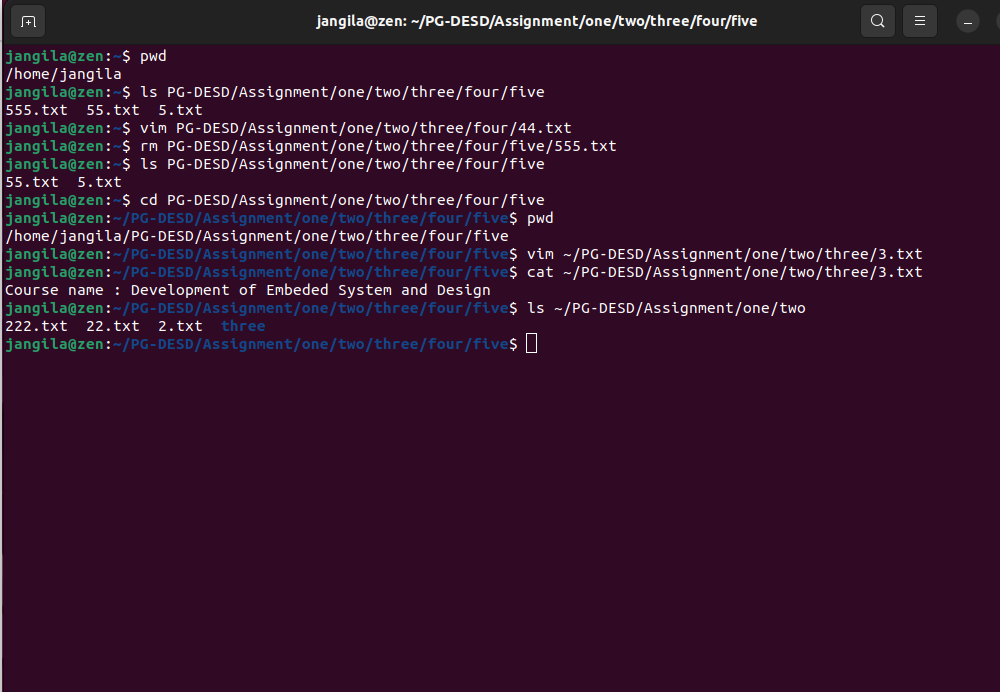 jangila@zen: ~/PG-DESD/Assignment/one/two/three/four/five
jangila@zen:~$ pwd
/home/jangila
jangila@zen:~$ ls PG-DESD/Assignment/one/two/three/four/five
555.txt  55.txt  5.txt
jangila@zen:~$ vim PG-DESD/Assignment/one/two/three/four/44.txt
jangila@zen:~$ rm PG-DESD/Assignment/one/two/three/four/five/555.txt
jangila@zen:~$ ls PG-DESD/Assignment/one/two/three/four/five
55.txt  5.txt
jangila@zen:~$ cd PG-DESD/Assignment/one/two/three/four/five
jangila@zen:~/PG-DESD/Assignment/one/two/three/four/five$ pwd
/home/jangila/PG-DESD/Assignment/one/two/three/four/five
jangila@zen:~/PG-DESD/Assignment/one/two/three/four/five$ vim ~/PG-DESD/Assignment/one/two/three/3.txt
jangila@zen:~/PG-DESD/Assignment/one/two/three/four/five$ cat ~/PG-DESD/Assignment/one/two/three/3.txt
Course name : Development of Embeded System and Design
jangila@zen:~/PG-DESD/Assignment/one/two/three/four/five$ ls ~/PG-DESD/Assignment/one/two
222.txt  22.txt  2.txt  three
jangila@zen:~/PG-DESD/Assignment/one/two/three/four/five$